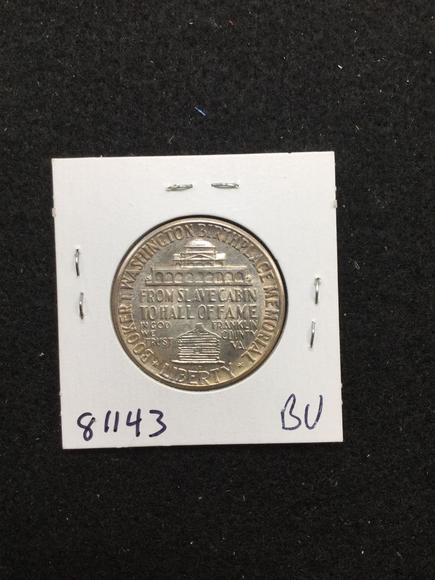 BOOKER T. WASHINGTON BIRTHPLACE MEMORIAL
FROM SLAVE CABIN
TO HALL OF FAME
IN GOD
WE
TRUST
FRANKLIN
COUNTY
VA.
LIBERTY
81143
BU